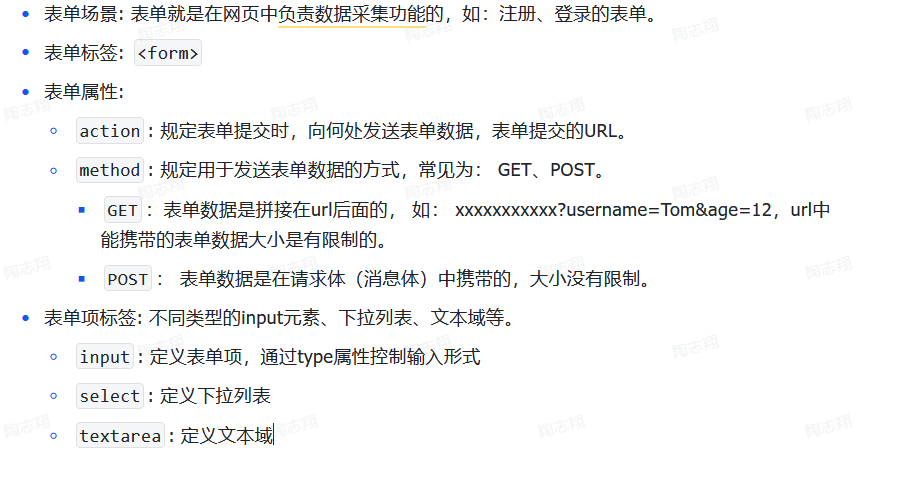 表单场景: 表单就是在网页中负责数据采集功能的，如：注册、登录的表单。
表单标签: <form>
表单属性:
action : 规定表单提交时，向何处发送表单数据，表单提交的URL。
method : 规定用于发送表单数据的方式，常见为： GET、POST。
GET ： 表单数据是拼接在url后面的， 如： xxxxxxxxxxx?username=Tom&age=12，url中
能携带的表单数据大小是有限制的。
POST ： 表单数据是在请求体（消息体）中携带的，大小没有限制。
表单项标签: 不同类型的input元素、下拉列表、文本域等。
input : 定义表单项，通过type属性控制输入形式
select : 定义下拉列表
textarea : 定义文本域
陶志翔